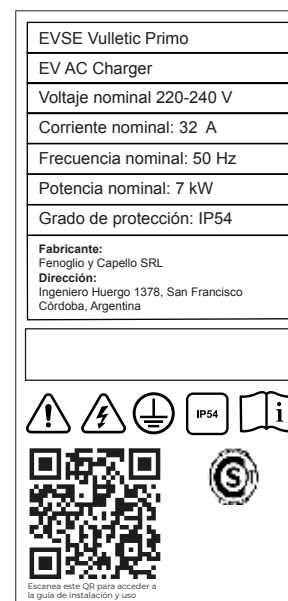 EVSE Vulletic Primo
EV AC Charger
Voltaje nominal 220-240 V
Corriente nominal: 32 A
Frecuencia nominal: 50 Hz
Potencia nominal: 7 kW
Grado de protección: IP54
Fabricante:
Fenoglio y Capello SRL
Dirección:
Ingeniero Huergo 1378, San Francisco
Córdoba, Argentina
IP54
i
S
Escanea este QR para acceder a
la guía de instalación y uso